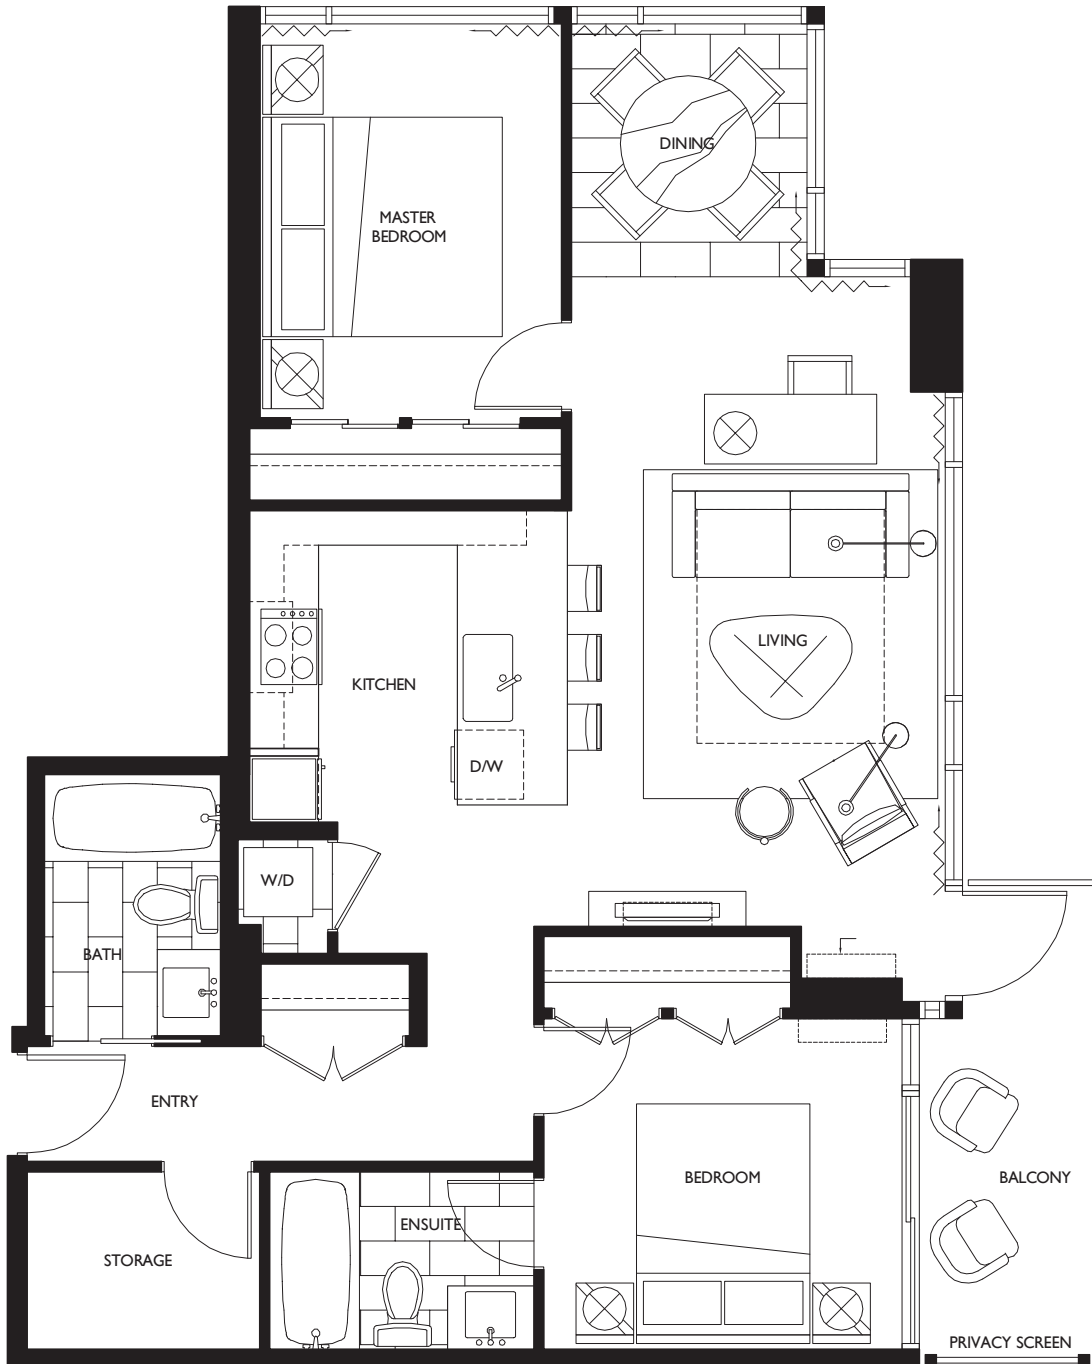 DINING
MASTER
BEDROOM
LIVING
KITCHEN
D/W
W/D
BATH
ENTRY
BEDROOM
BALCONY
ENSUITE
STORAGE
PRIVACY SCREEN